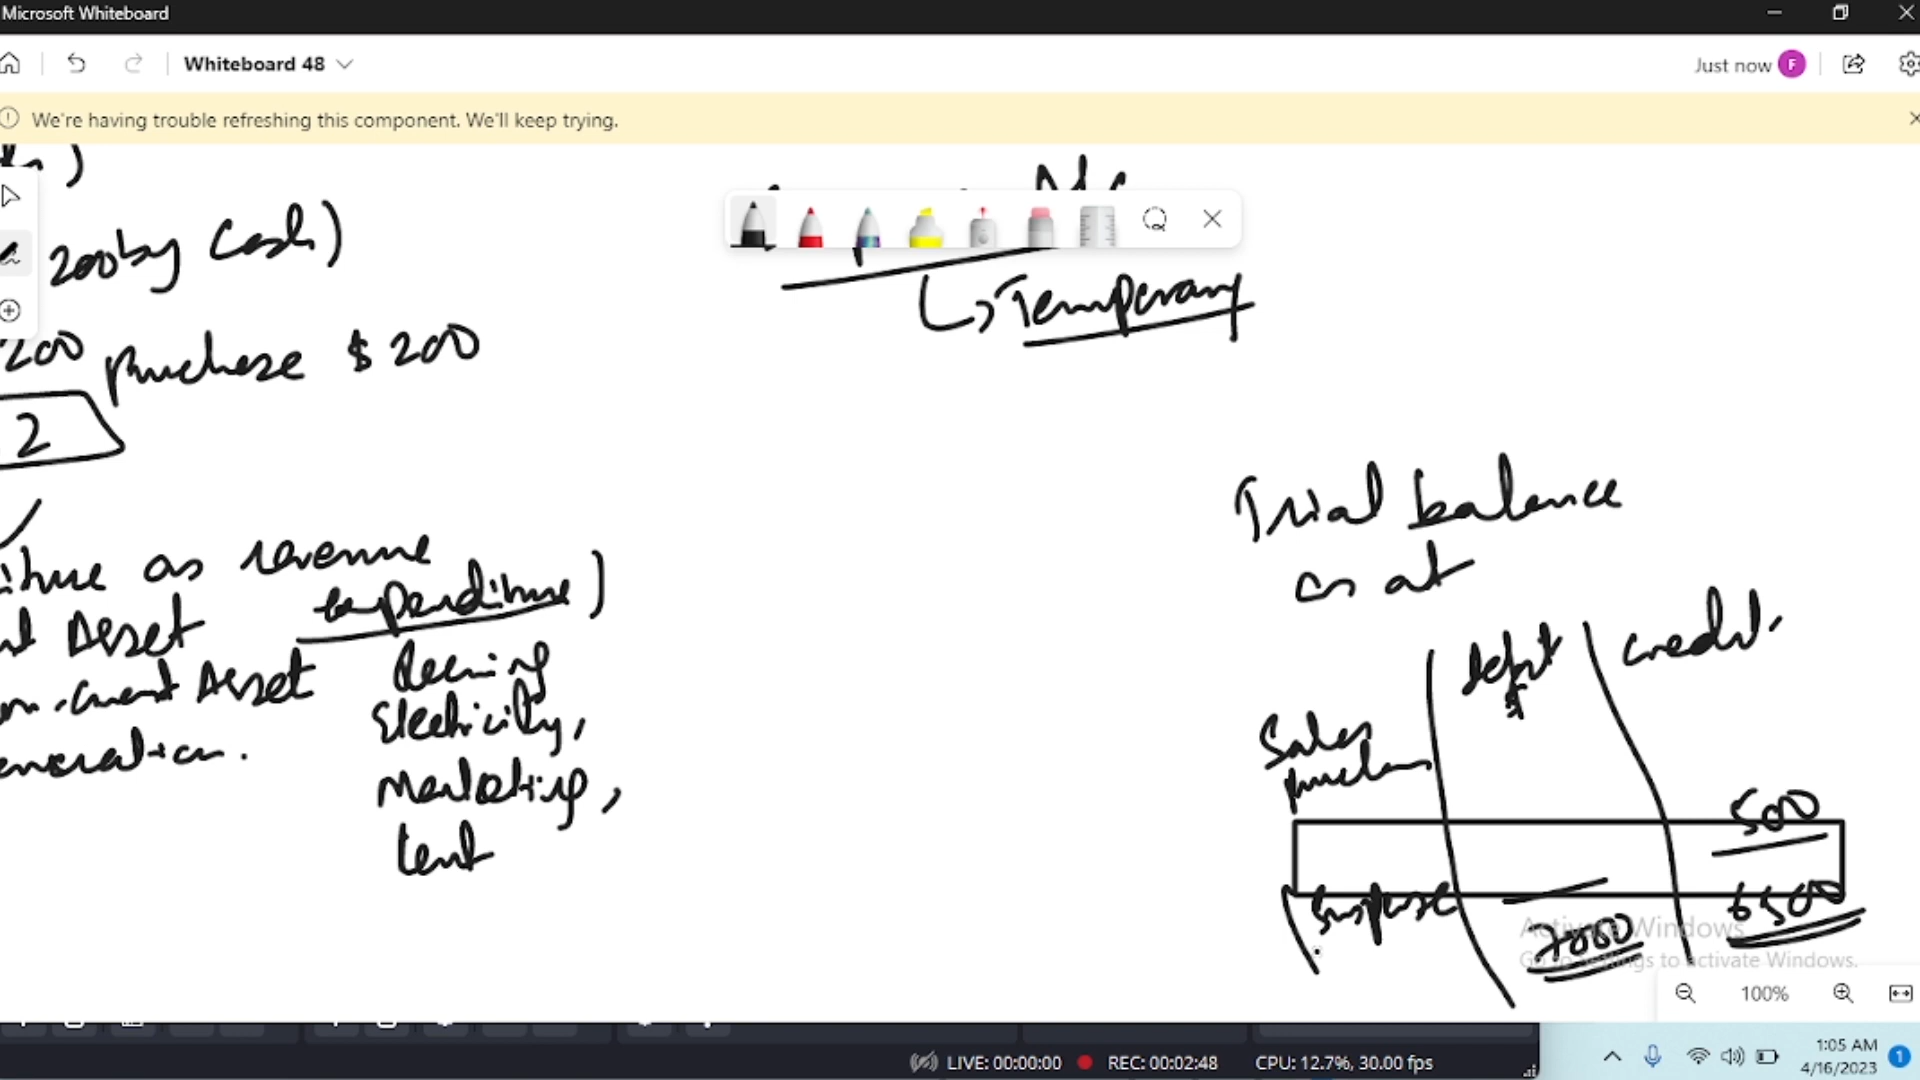 Microsoft Whiteboard
Whiteboard 48
Just now F
We're having trouble refreshing this component. We'll keep trying.
200 by Cash)
200 purchase $ 200
2
as revenue
expenditure)
Asset
Asset
Electricity,
Marketing,
rent
A/c
↳ Temporary
Trial balance
as at
debit credit
$
Sales
purchases
500
Suspense 7000 6500
Activate Windows
Go to Settings to activate Windows.
100%
LIVE: 00:00:00 REC: 00:02:48 CPU: 12.7%, 30.00 fps
1:05 AM
4/16/2023
1